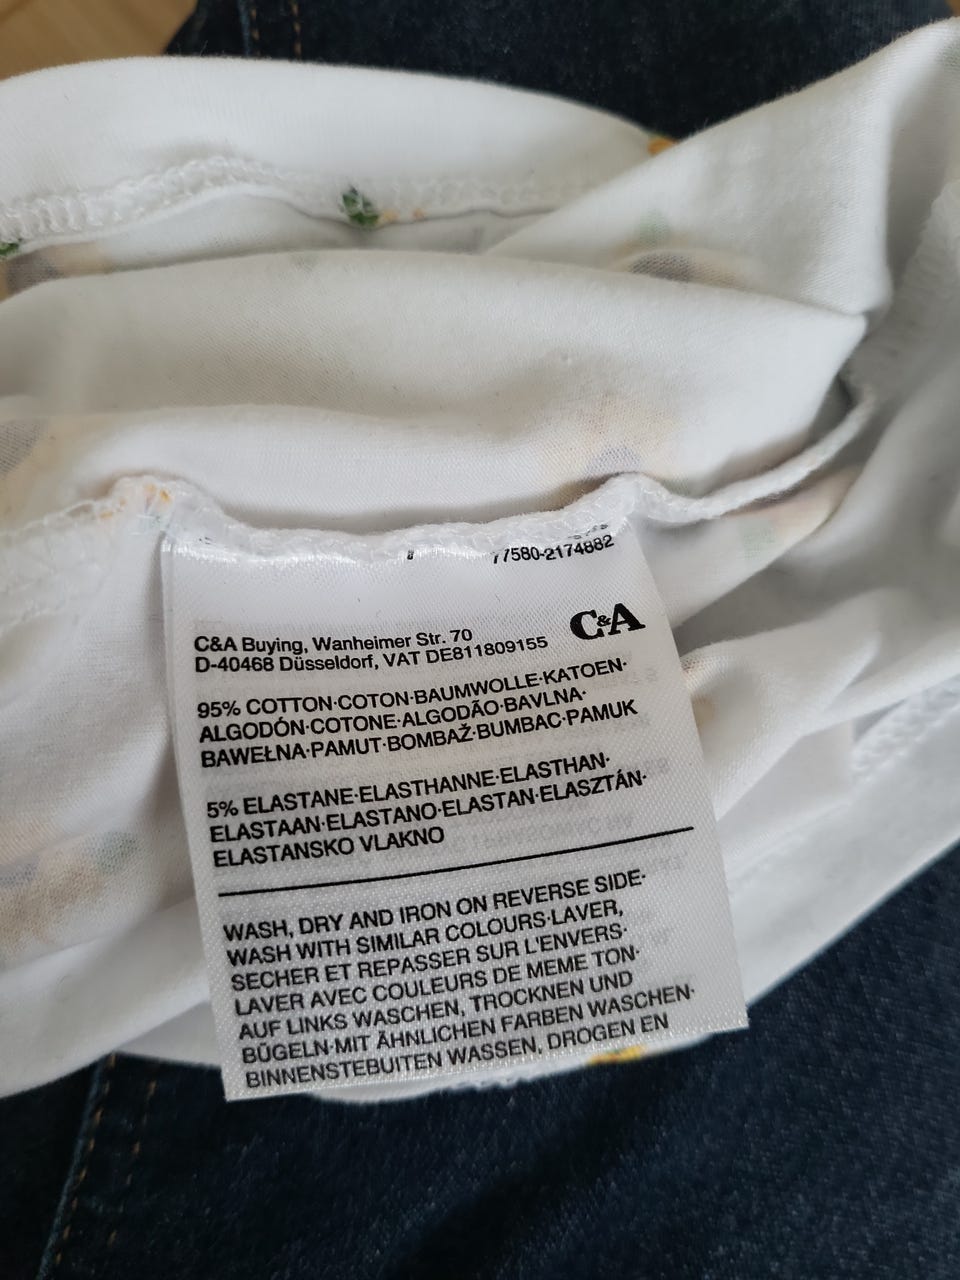 77580-2174882
C&A
C&A Buying, Wanheimer Str. 70
D-40468 Düsseldorf, VAT DE811809155
95% COTTON·COTON·BAUMWOLLE·KATOEN·
ALGODÓN·COTONE·ALGODÃO·BAVLNA·
BAWEŁNA·PAMUT·BOMBAŽ·BUMBAC·PAMUK
5% ELASTANE·ELASTHANNE·ELASTHAN·
ELASTAAN·ELASTANO·ELASTAN·ELASZTÁN·
ELASTANSKO VLAKNO
WASH, DRY AND IRON ON REVERSE SIDE·
WASH WITH SIMILAR COLOURS·LAVER,
SECHER ET REPASSER SUR L'ENVERS·
LAVER AVEC COULEURS DE MEME TON·
AUF LINKS WASCHEN, TROCKNEN UND
BÜGELN·MIT ÄHNLICHEN FARBEN WASCHEN·
BINNENSTEBUITEN WASSEN, DROGEN EN